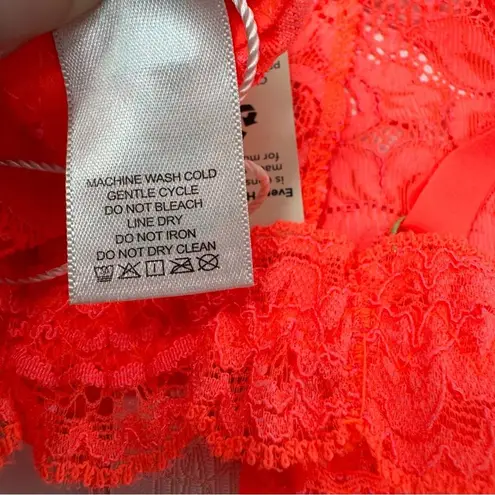 MACHINE WASH COLD
GENTLE CYCLE
DO NOT BLEACH
LINE DRY
DO NOT IRON
DO NOT DRY CLEAN